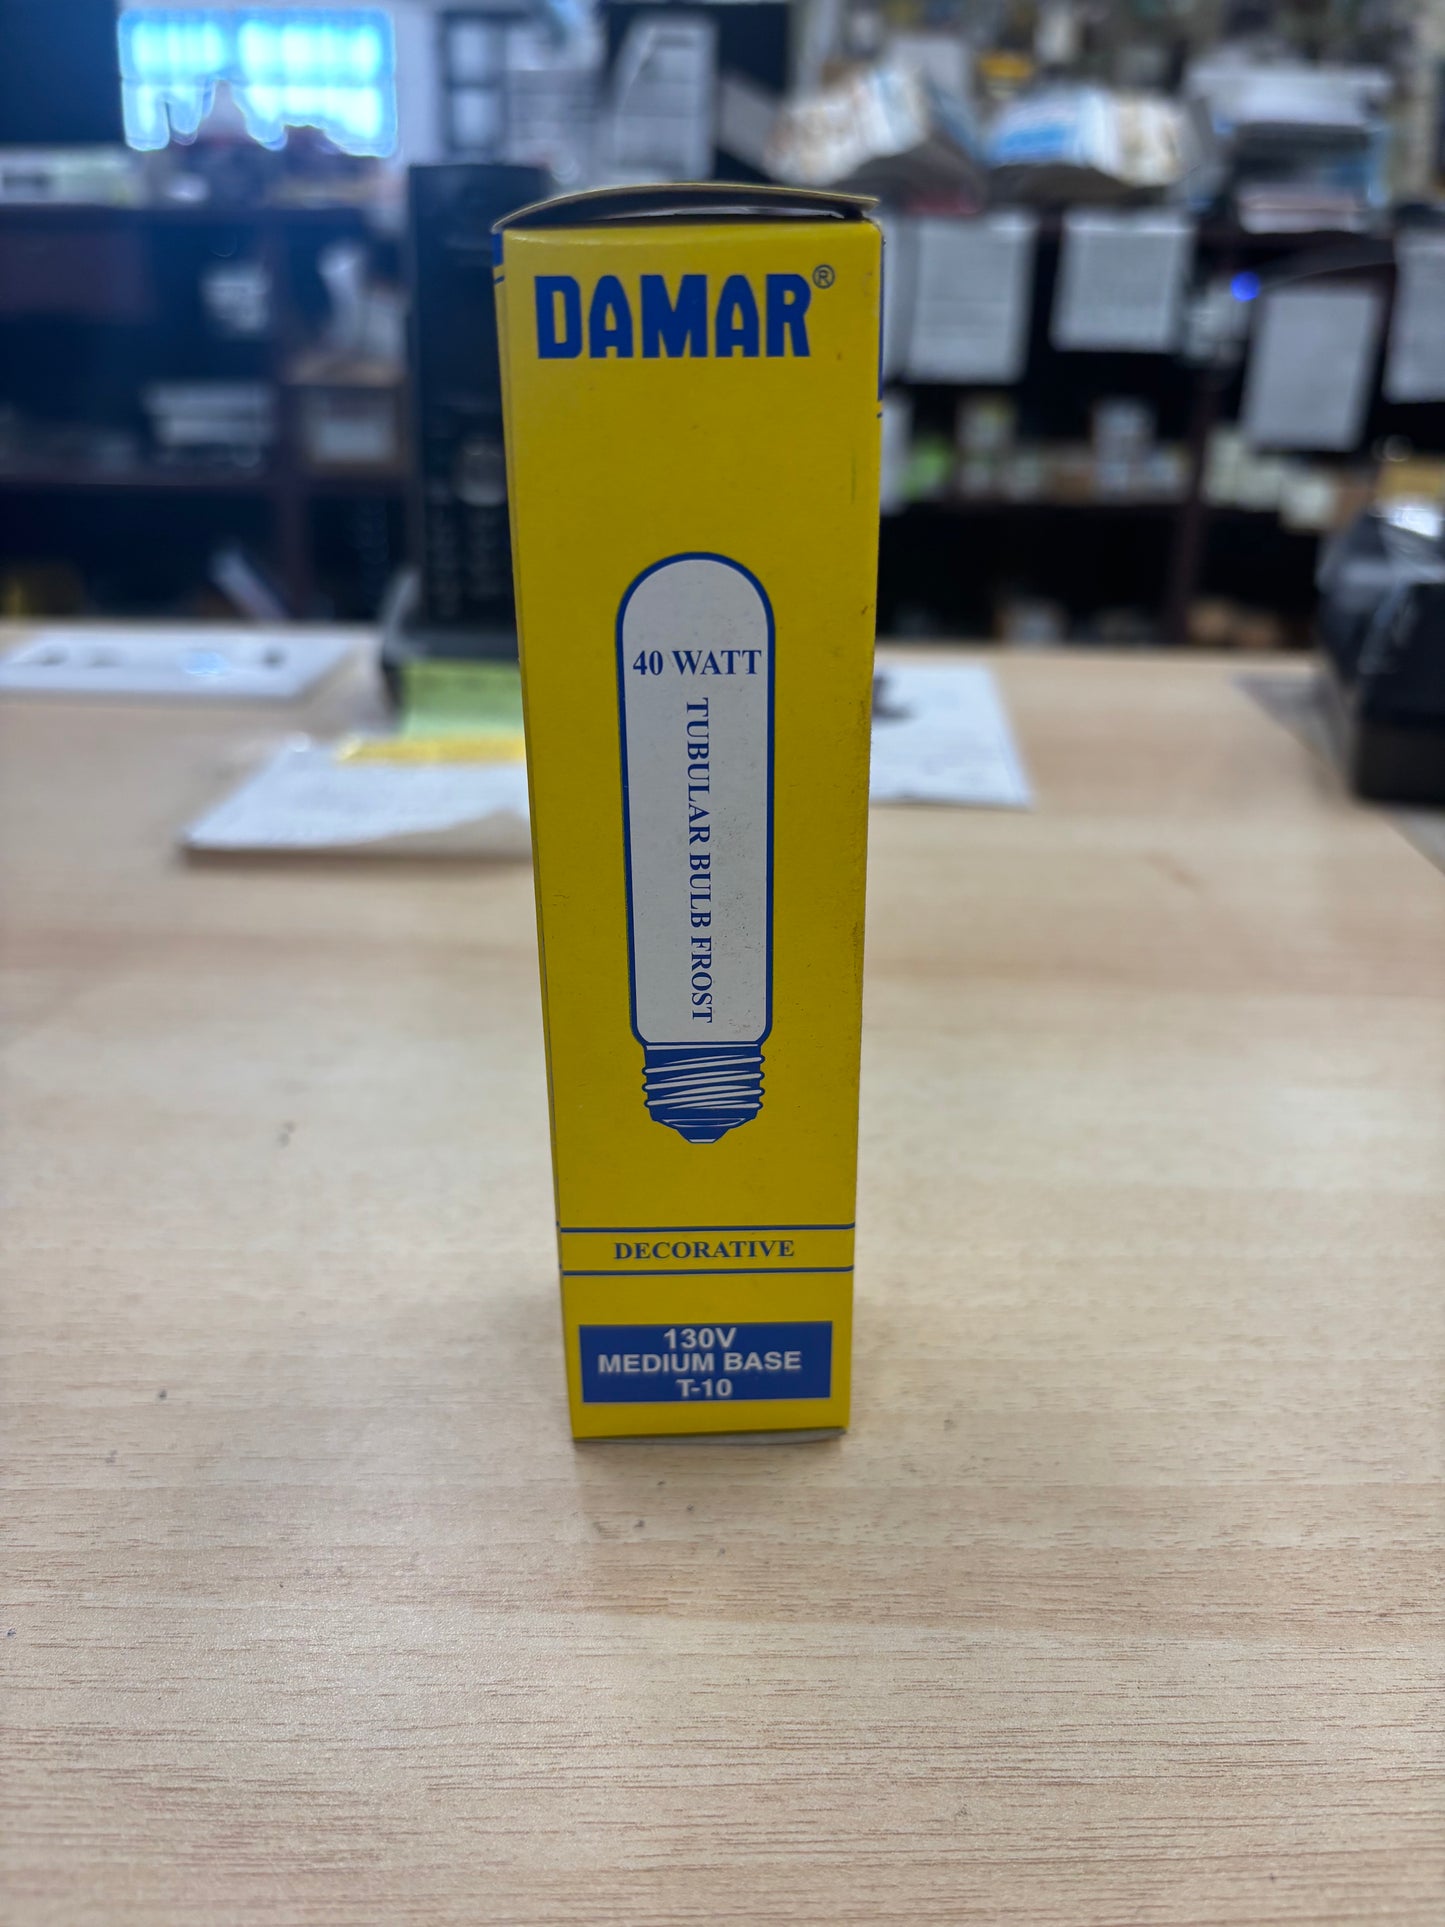 DAMAR®
40 WATT
TUBULAR BULB FROST
DECORATIVE
130V
MEDIUM BASE
T-10